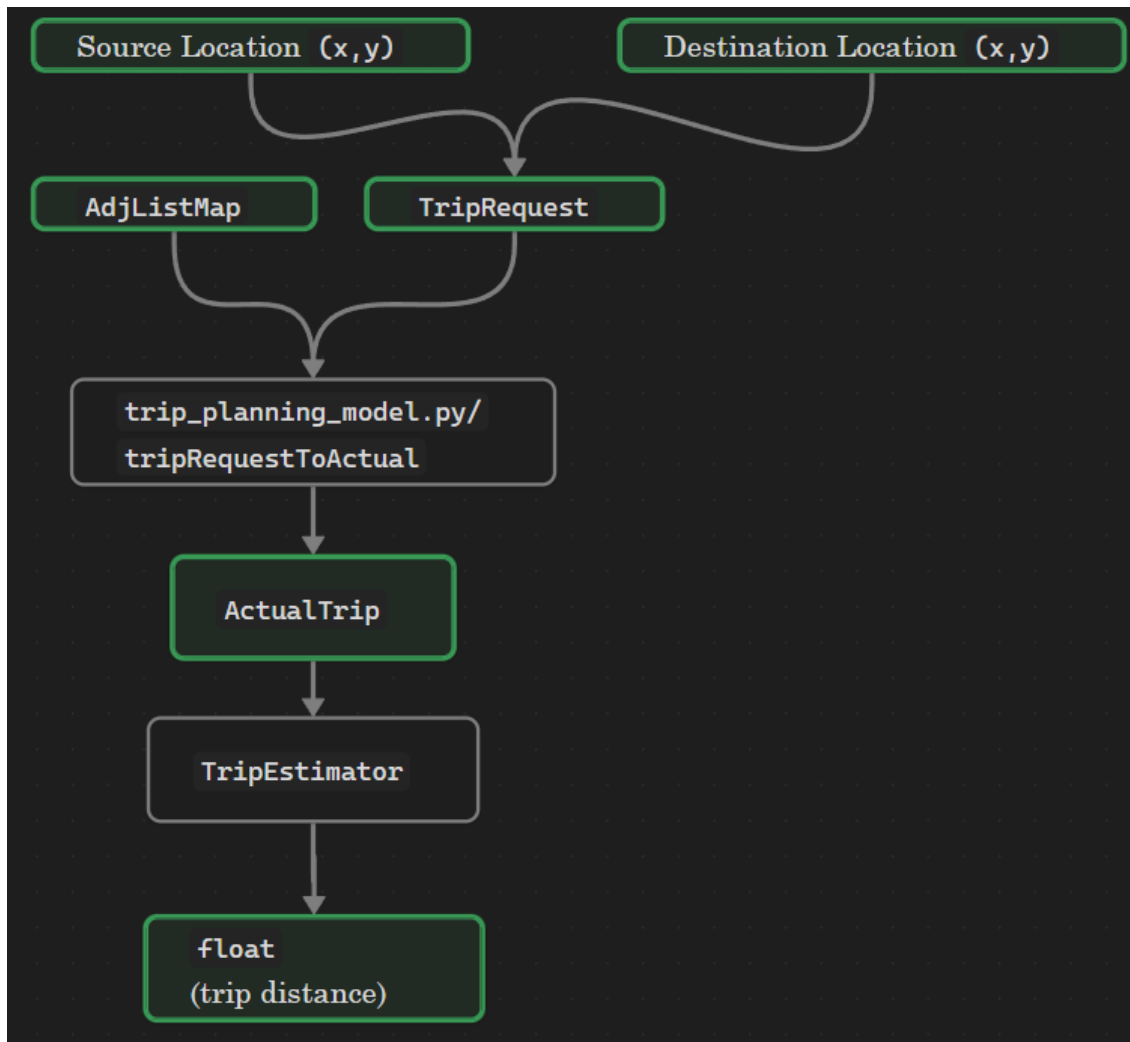 Source Location (x,y)
Destination Location (x,y)
AdjListMap
TripRequest
trip_planning_model.py/
tripRequestToActual
ActualTrip
TripEstimator
float
(trip distance)